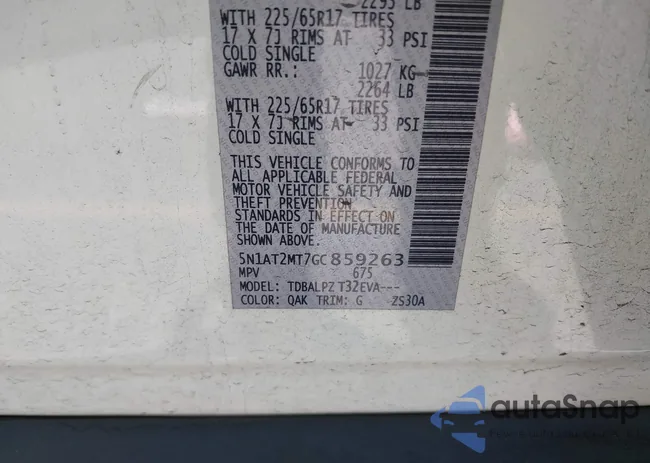 2295 LB
WITH 225/65R17 TIRES
17 X 7J RIMS AT 33 PSI
COLD SINGLE
GAWR RR.: 1027 KG
2264 LB
WITH 225/65R17 TIRES
17 X 7J RIMS AT 33 PSI
COLD SINGLE
THIS VEHICLE CONFORMS TO
ALL APPLICABLE FEDERAL
MOTOR VEHICLE SAFETY AND
THEFT PREVENTION
STANDARDS IN EFFECT ON
THE DATE OF MANUFACTURE
SHOWN ABOVE.
5N1AT2MT7GC859263
MPV 675
MODEL: TDBALPZ T32EVA---
COLOR: QAK TRIM: G ZS30A
autoSnap